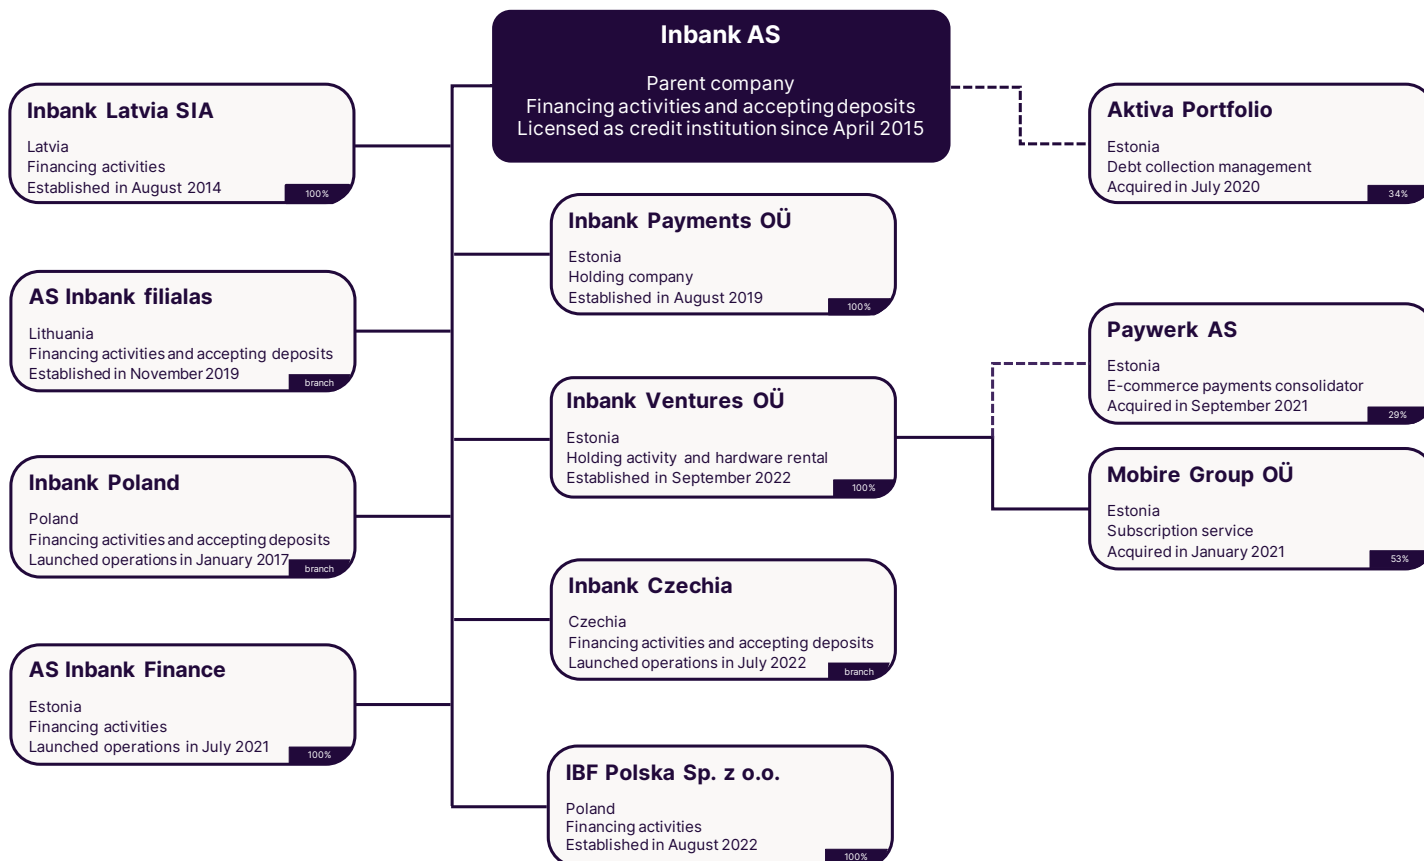 Inbank AS
Parent company
Financing activities and accepting deposits
Licensed as credit institution since April 2015
Inbank Latvia SIA
Latvia
Financing activities
Established in August 2014
100%
AS Inbank filialas
Lithuania
Financing activities and accepting deposits
Established in November 2019
branch
Inbank Poland
Poland
Financing activities and accepting deposits
Launched operations in January 2017
branch
AS Inbank Finance
Estonia
Financing activities
Launched operations in July 2021
100%
Inbank Payments OÜ
Estonia
Holding company
Established in August 2019
100%
Inbank Ventures OÜ
Estonia
Holding activity and hardware rental
Established in September 2022
100%
Inbank Czechia
Czechia
Financing activities and accepting deposits
Launched operations in July 2022
branch
IBF Polska Sp. z o.o.
Poland
Financing activities
Established in August 2022
100%
Aktiva Portfolio
Estonia
Debt collection management
Acquired in July 2020
34%
Paywerk AS
Estonia
E-commerce payments consolidator
Acquired in September 2021
29%
Mobire Group OÜ
Estonia
Subscription service
Acquired in January 2021
53%